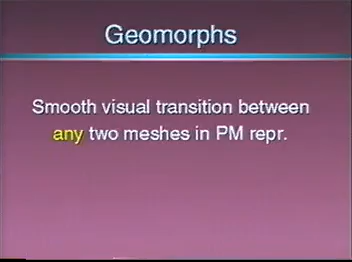 Geomorphs
Smooth visual transition between
any two meshes in PM repr.